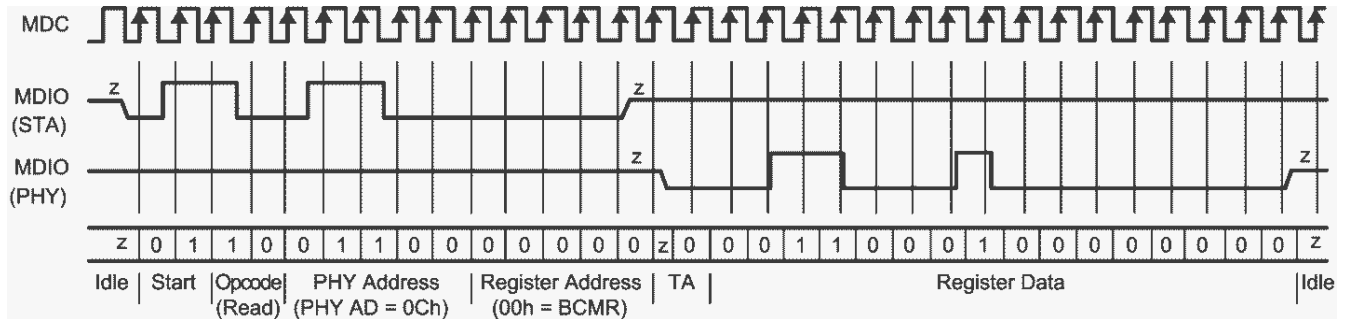 MDC
z z
MDIO
(STA)
z z
MDIO
(PHY)
z 0 1 1 0 0 1 1 0 0 0 0 0 0 0 z 0 0 0 1 1 0 0 0 1 0 0 0 0 0 0 0 0 z
Idle Start Opcode PHY Address Register Address TA Register Data Idle
(Read) (PHY AD = 0Ch) (00h = BCMR)